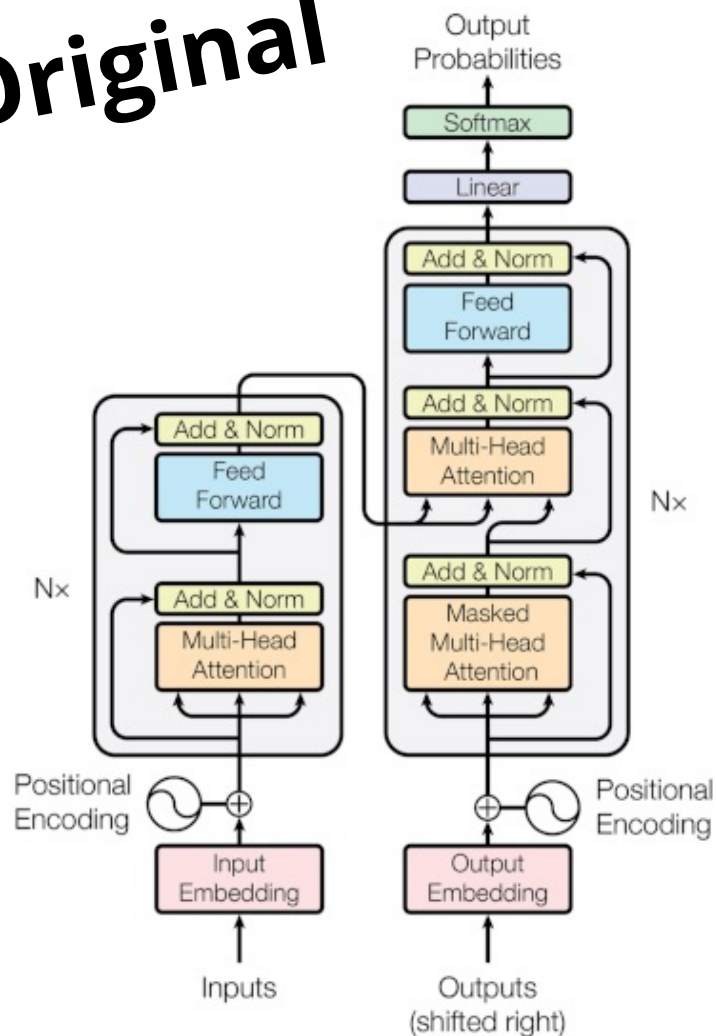 Original
Output
Probabilities
Softmax
Linear
Add & Norm
Feed
Forward
Add & Norm
Multi-Head
Attention
Nx
Add & Norm
Masked
Multi-Head
Attention
Add & Norm
Feed
Forward
Nx
Add & Norm
Multi-Head
Attention
Positional
Encoding
Positional
Encoding
Input
Embedding
Output
Embedding
Inputs
Outputs
(shifted right)